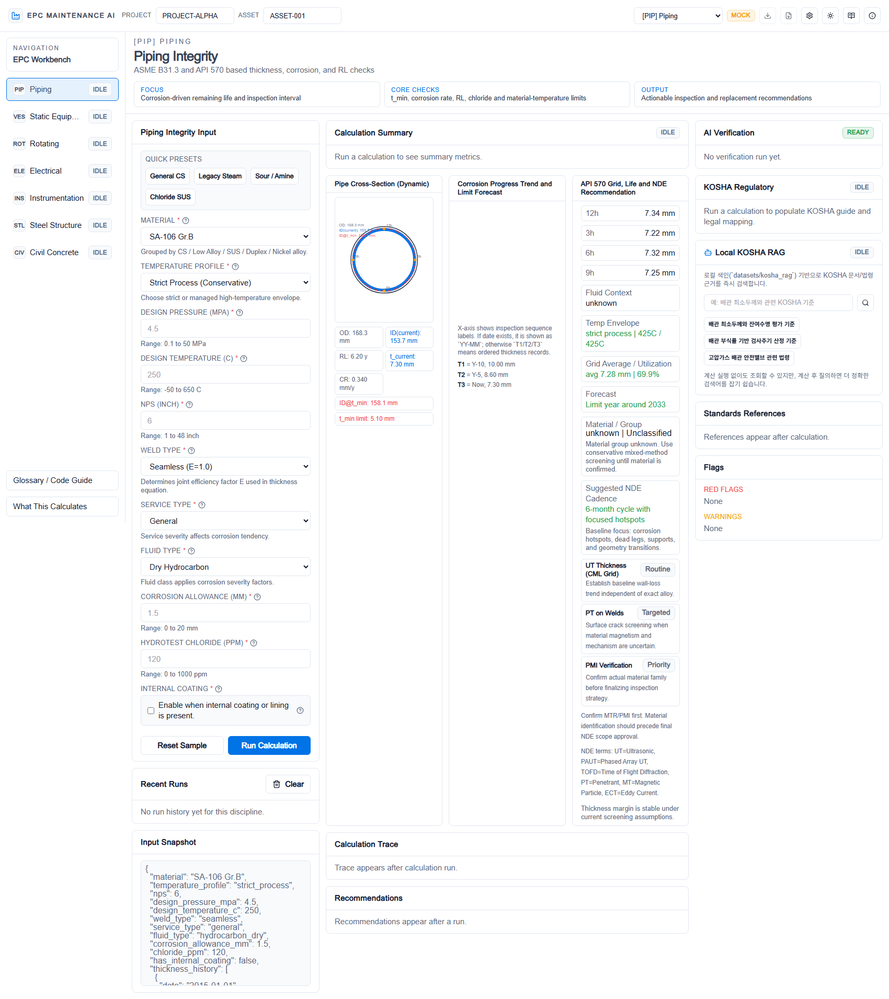 EPC MAINTENANCE AI
PROJECT
PROJECT-ALPHA
ASSET
ASSET-001
[PIP] Piping
MOCK
NAVIGATION
EPC Workbench
PIP Piping IDLE
VES Static Equip... IDLE
ROT Rotating IDLE
ELE Electrical IDLE
INS Instrumentation IDLE
STL Steel Structure IDLE
CIV Civil Concrete IDLE
Glossary / Code Guide
What This Calculates
[PIP] PIPING
Piping Integrity
ASME B31.3 and API 570 based thickness, corrosion, and RL checks
FOCUS
Corrosion-driven remaining life and inspection interval
CORE CHECKS
t_min, corrosion rate, RL, chloride and material-temperature limits
OUTPUT
Actionable inspection and replacement recommendations
Piping Integrity Input
QUICK PRESETS
General CS
Legacy Steam
Sour / Amine
Chloride SUS
MATERIAL *
SA-106 Gr.B
Grouped by CS / Low Alloy / SUS / Duplex / Nickel alloy.
TEMPERATURE PROFILE *
Strict Process (Conservative)
Choose strict or managed high-temperature envelope.
DESIGN PRESSURE (MPA) *
4.5
Range: 0.1 to 50 MPa
DESIGN TEMPERATURE (C) *
250
Range: -50 to 650 C
NPS (INCH) *
6
Range: 1 to 48 inch
WELD TYPE *
Seamless (E=1.0)
Determines joint efficiency factor E used in thickness
equation.
SERVICE TYPE *
General
Service severity affects corrosion tendency.
FLUID TYPE *
Dry Hydrocarbon
Fluid class applies corrosion severity factors.
CORROSION ALLOWANCE (MM) *
1.5
Range: 0 to 20 mm
HYDROTEST CHLORIDE (PPM) *
120
Range: 0 to 1000 ppm
INTERNAL COATING *
Enable when internal coating or lining
is present.
Reset Sample
Run Calculation
Recent Runs
Clear
No run history yet for this discipline.
Input Snapshot
{
"material": "SA-106 Gr.B",
"temperature_profile": "strict_process",
"nps": 6,
"design_pressure_mpa": 4.5,
"design_temperature_c": 250,
"weld_type": "seamless",
"service_type": "general",
"fluid_type": "hydrocarbon_dry",
"corrosion_allowance_mm": 1.5,
"chloride_ppm": 120,
"has_internal_coating": false,
"thickness_history": [
{
"date": "2015-01-01"
Calculation Summary
IDLE
Run a calculation to see summary metrics.
Pipe Cross-Section (Dynamic)
OD: 168.3 mm
ID(current): 153.7
ID@t_min: mm
12h
3h
6h
9h
OD: 168.3
mm
ID(current):
153.7 mm
RL: 6.20 y
t_current:
7.30 mm
CR: 0.340
mm/y
ID@t_min: 158.1 mm
t_min limit: 5.10 mm
Corrosion Progress Trend and
Limit Forecast
X-axis shows inspection sequence
labels. If date exists, it is shown as
`YY-MM`; otherwise `T1/T2/T3`
means ordered thickness records.
T1 = Y-10, 10.00 mm
T2 = Y-5, 8.60 mm
T3 = Now, 7.30 mm
API 570 Grid, Life and NDE
Recommendation
12h 7.34 mm
3h 7.22 mm
6h 7.32 mm
9h 7.25 mm
Fluid Context
unknown
Temp Envelope
strict process | 425C /
425C
Grid Average / Utilization
avg 7.28 mm | 69.9%
Forecast
Limit year around 2033
Material / Group
unknown | Unclassified
Material group unknown. Use
conservative mixed-method
screening until material is
confirmed.
Suggested NDE
Cadence
6-month cycle with
focused hotspots
Baseline focus: corrosion
hotspots, dead legs, supports,
and geometry transitions.
UT Thickness
(CML Grid)
Routine
Establish baseline wall-loss
trend independent of exact alloy.
PT on Welds
Targeted
Surface crack screening when
material magnetism and
mechanism are uncertain.
PMI Verification
Priority
Confirm actual material family
before finalizing inspection
strategy.
Confirm MTR/PMI first. Material
identification should precede final
NDE scope approval.
NDE terms: UT=Ultrasonic,
PAUT=Phased Array UT,
TOFD=Time of Flight Diffraction,
PT=Penetrant, MT=Magnetic
Particle, ECT=Eddy Current.
Thickness margin is stable under
current screening assumptions.
Calculation Trace
Trace appears after calculation run.
Recommendations
Recommendations appear after a run.
AI Verification
READY
No verification run yet.
KOSHA Regulatory
IDLE
Run a calculation to populate KOSHA guide and
legal mapping.
Local KOSHA RAG
IDLE
로컬 색인(`datasets/kosha_rag`) 기반으로 KOSHA 문서/법령
근거를 즉시 검색합니다.
예: 배관 최소두께와 관련 KOSHA 기준
배관 최소두께와 잔여수명 평가 기준
배관 부식률 기반 검사주기 산정 기준
고압가스 배관 안전밸브 관련 법령
계산 실행 없이도 조회할 수 있지만, 계산 후 질의하면 더 정확한
검색어를 잡기 쉽습니다.
Standards References
References appear after calculation.
Flags
RED FLAGS
None
WARNINGS
None